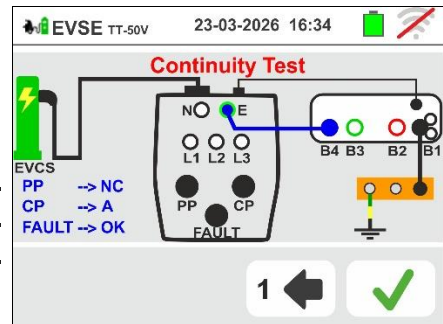 EVSE TT-50V 23-03-2026 16:34
Continuity Test
N E
L1 L2 L3
B4 B3 B2 B1
EVCS
PP --> NC
CP --> A
FAULT --> OK
PP CP
FAULT
1